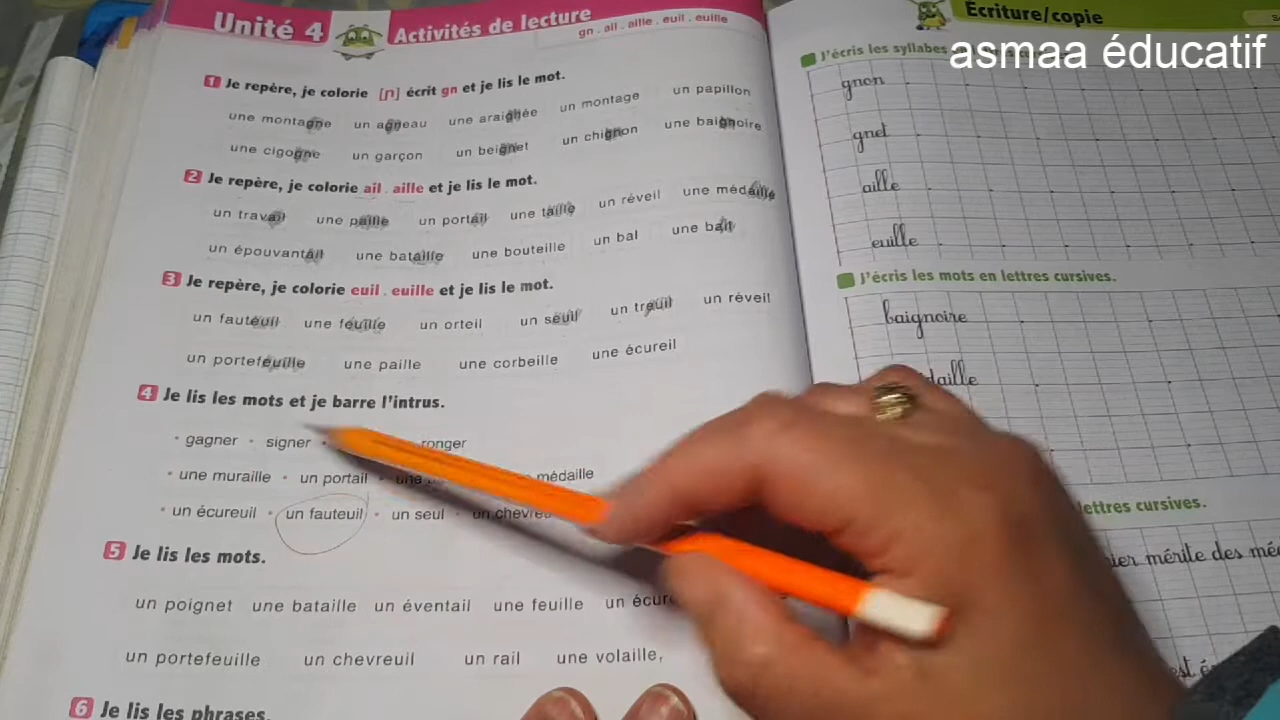 Unité 4 Activités de lecture
gn . ail . aille . euil . euille
1 Je repère, je colorie [ɲ] écrit gn et je lis le mot.
une montagne un agneau une araignée un montage un papillon
une cigogne un garçon un beignet un chignon une baignoire
2 Je repère, je colorie ail . aille et je lis le mot.
un travail une paille un portail une taille un réveil une médaille
un épouvantail une bataille une bouteille un bal une bail
3 Je repère, je colorie euil . euille et je lis le mot.
un fauteuil une feuille un orteil un seuil un treuil un réveil
un portefeuille une paille une corbeille une écureil
4 Je lis les mots et je barre l'intrus.
• gagner • signer • ronger
• une muraille • un portail • une médaille
• un écureuil • un fauteuil • un seul • un
5 Je lis les mots.
un poignet une bataille un éventail une feuille un
un portefeuille un chevreuil un rail une volaille,
6 Je lis les phrases.
Écriture/copie
asmaa éducatif
J'écris les syllabes
gnon
gnet
aille
euille
J'écris les mots en lettres cursives.
baignoire
lettres cursives.
mérite des